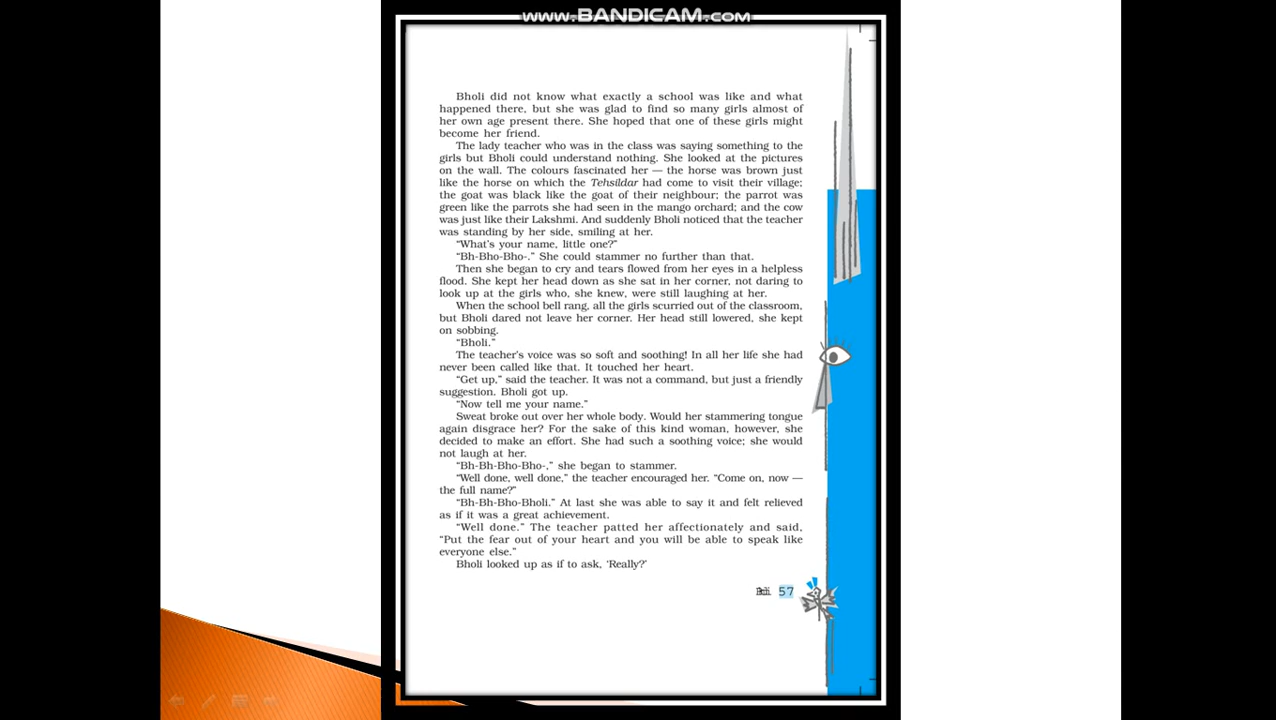 www.BANDICAM.com
Bholi did not know what exactly a school was like and what
happened there, but she was glad to find so many girls almost of
her own age present there. She hoped that one of these girls might
become her friend.
The lady teacher who was in the class was saying something to the
girls but Bholi could understand nothing. She looked at the pictures
on the wall. The colours fascinated her — the horse was brown just
like the horse on which the Tehsildar had come to visit their village;
the goat was black like the goat of their neighbour; the parrot was
green like the parrots she had seen in the mango orchard; and the cow
was just like their Lakshmi. And suddenly Bholi noticed that the teacher
was standing by her side, smiling at her.
“What’s your name, little one?”
“Bh-Bho-Bho-.” She could stammer no further than that.
Then she began to cry and tears flowed from her eyes in a helpless
flood. She kept her head down as she sat in her corner, not daring to
look up at the girls who, she knew, were still laughing at her.
When the school bell rang, all the girls scurried out of the classroom,
but Bholi dared not leave her corner. Her head still lowered, she kept
on sobbing.
“Bholi.”
The teacher’s voice was so soft and soothing! In all her life she had
never been called like that. It touched her heart.
“Get up,” said the teacher. It was not a command, but just a friendly
suggestion. Bholi got up.
“Now tell me your name.”
Sweat broke out over her whole body. Would her stammering tongue
again disgrace her? For the sake of this kind woman, however, she
decided to make an effort. She had such a soothing voice; she would
not laugh at her.
“Bh-Bh-Bho-Bho-,” she began to stammer.
“Well done, well done,” the teacher encouraged her. “Come on, now —
the full name?”
“Bh-Bh-Bho-Bholi.” At last she was able to say it and felt relieved
as if it was a great achievement.
“Well done.” The teacher patted her affectionately and said,
“Put the fear out of your heart and you will be able to speak like
everyone else.”
Bholi looked up as if to ask, ‘Really?’
57